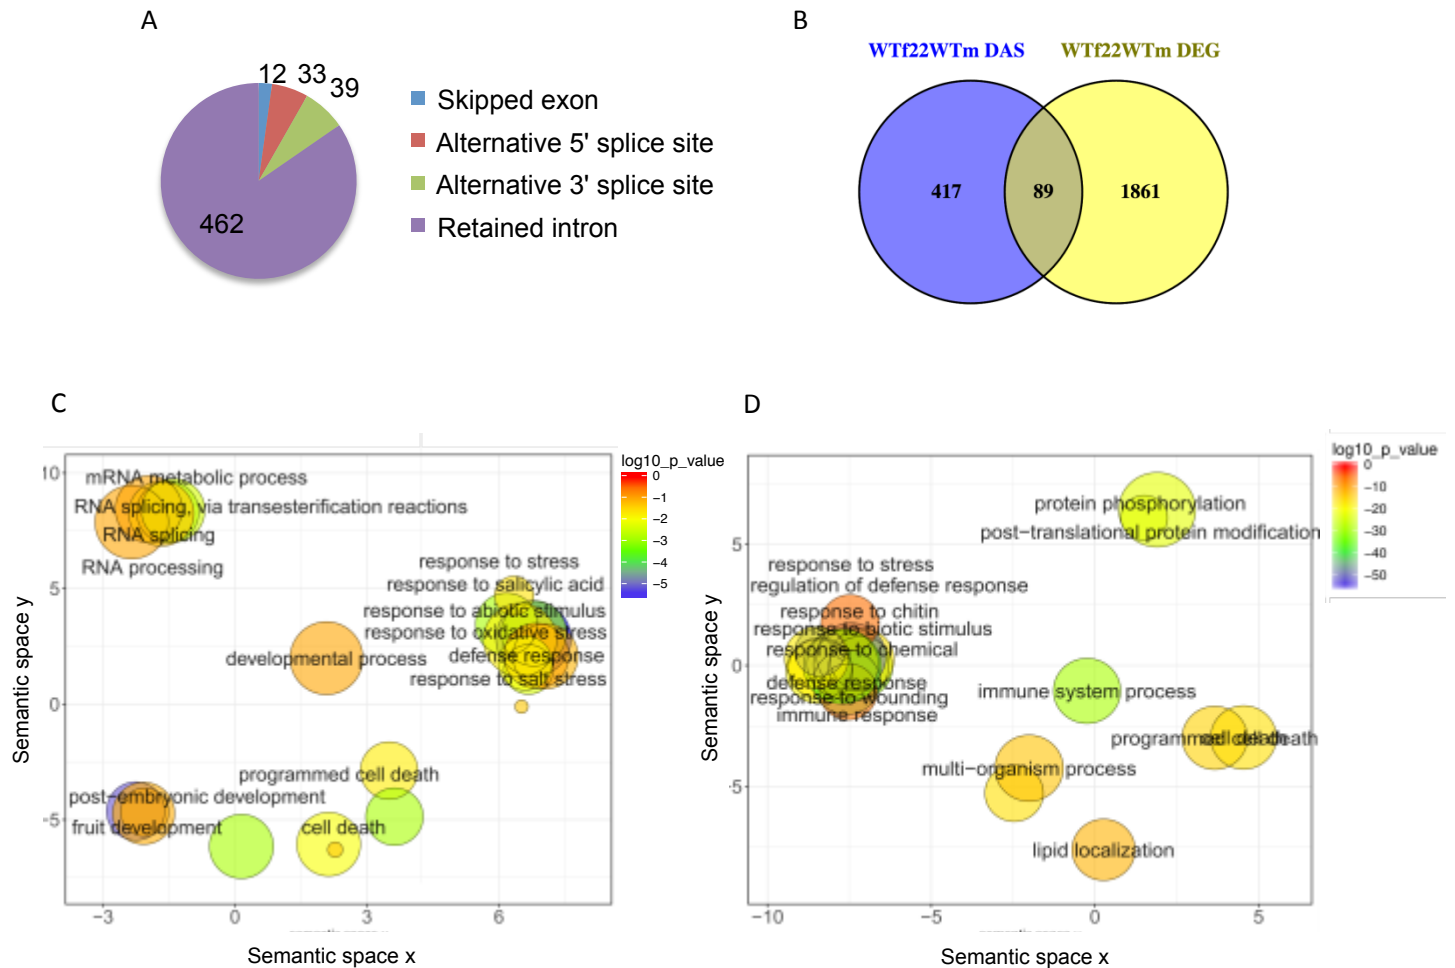 A
12 33
39
462
Skipped exon
Alternative 5' splice site
Alternative 3' splice site
Retained intron
B
WTf22WTm DAS
WTf22WTm DEG
417
89
1861
C
10
5
0
-5
-3
0
3
6
Semantic space y
Semantic space x
mRNA metabolic process
RNA splicing, via transesterification reactions
RNA splicing
RNA processing
response to stress
response to salicylic acid
response to abiotic stimulus
response to oxidative stress
developmental process
defense response
response to salt stress
programmed cell death
post-embryonic development
fruit development
cell death
log10_p_value
0
-1
-2
-3
-4
-5
D
5
0
-5
-10
-5
0
5
Semantic space y
Semantic space x
protein phosphorylation
post-translational protein modification
response to stress
regulation of defense response
response to chitin
response to biotic stimulus
response to chemical
defense response
response to wounding
immune response
immune system process
programmed cell death
cell death
multi-organism process
lipid localization
log10_p_value
0
-10
-20
-30
-40
-50